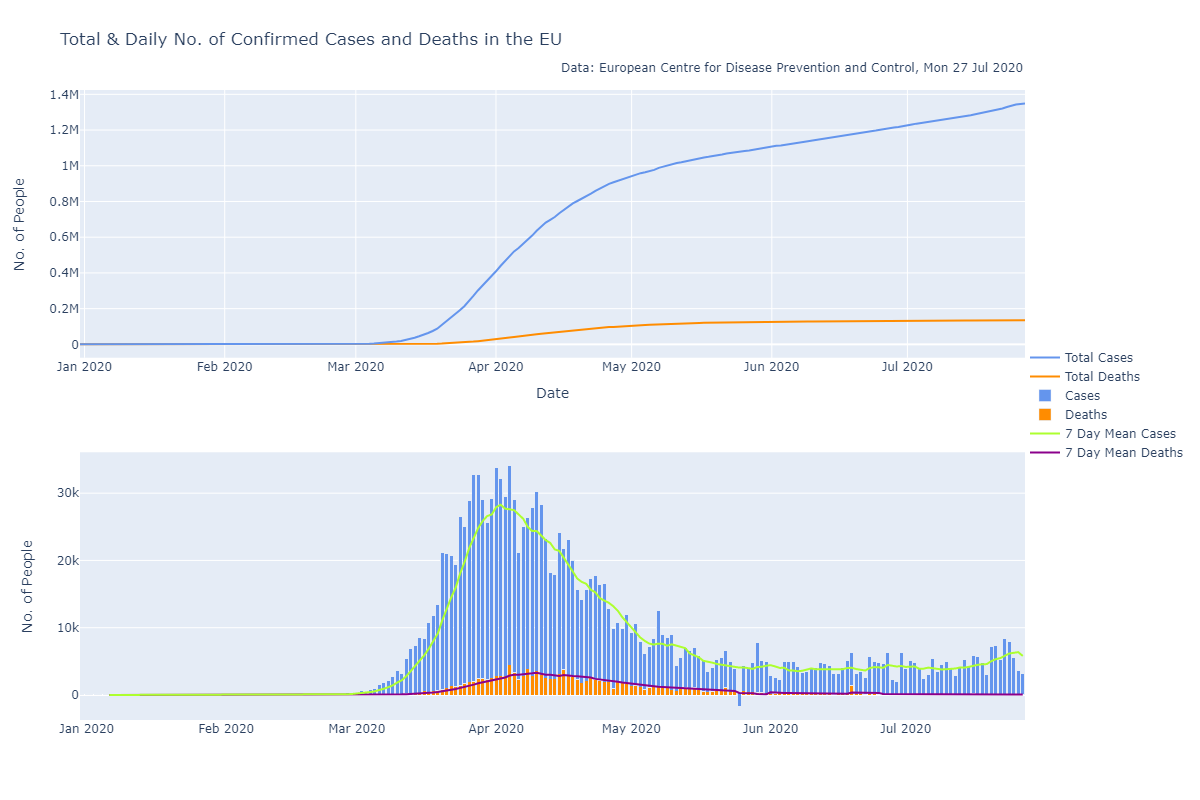 Total & Daily No. of Confirmed Cases and Deaths in the EU
Data: European Centre for Disease Prevention and Control, Mon 27 Jul 2020
1.4M
1.2M
1M
0.8M
0.6M
0.4M
0.2M
0
No. of People
Jan 2020 Feb 2020 Mar 2020 Apr 2020 May 2020 Jun 2020 Jul 2020
Date
Total Cases
Total Deaths
Cases
Deaths
7 Day Mean Cases
7 Day Mean Deaths
30k
20k
10k
0
No. of People
Jan 2020 Feb 2020 Mar 2020 Apr 2020 May 2020 Jun 2020 Jul 2020